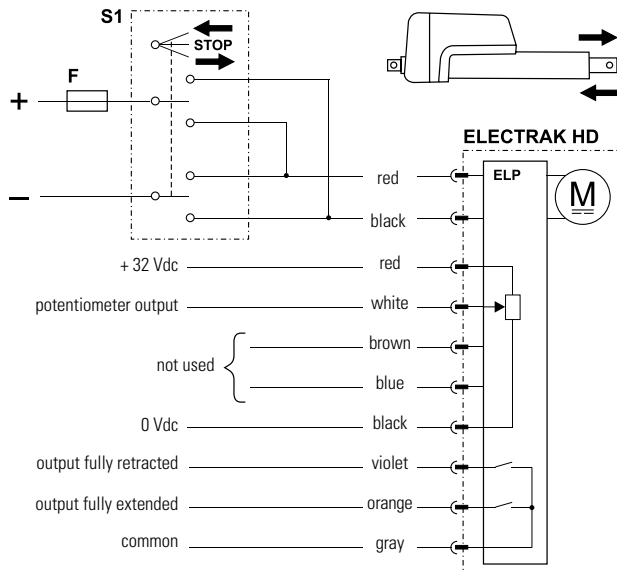 S1
STOP
F
+
–
ELECTRAK HD
ELP
M
red
black
+ 32 Vdc red
potentiometer output white
brown
not used
blue
0 Vdc black
output fully retracted violet
output fully extended orange
common gray